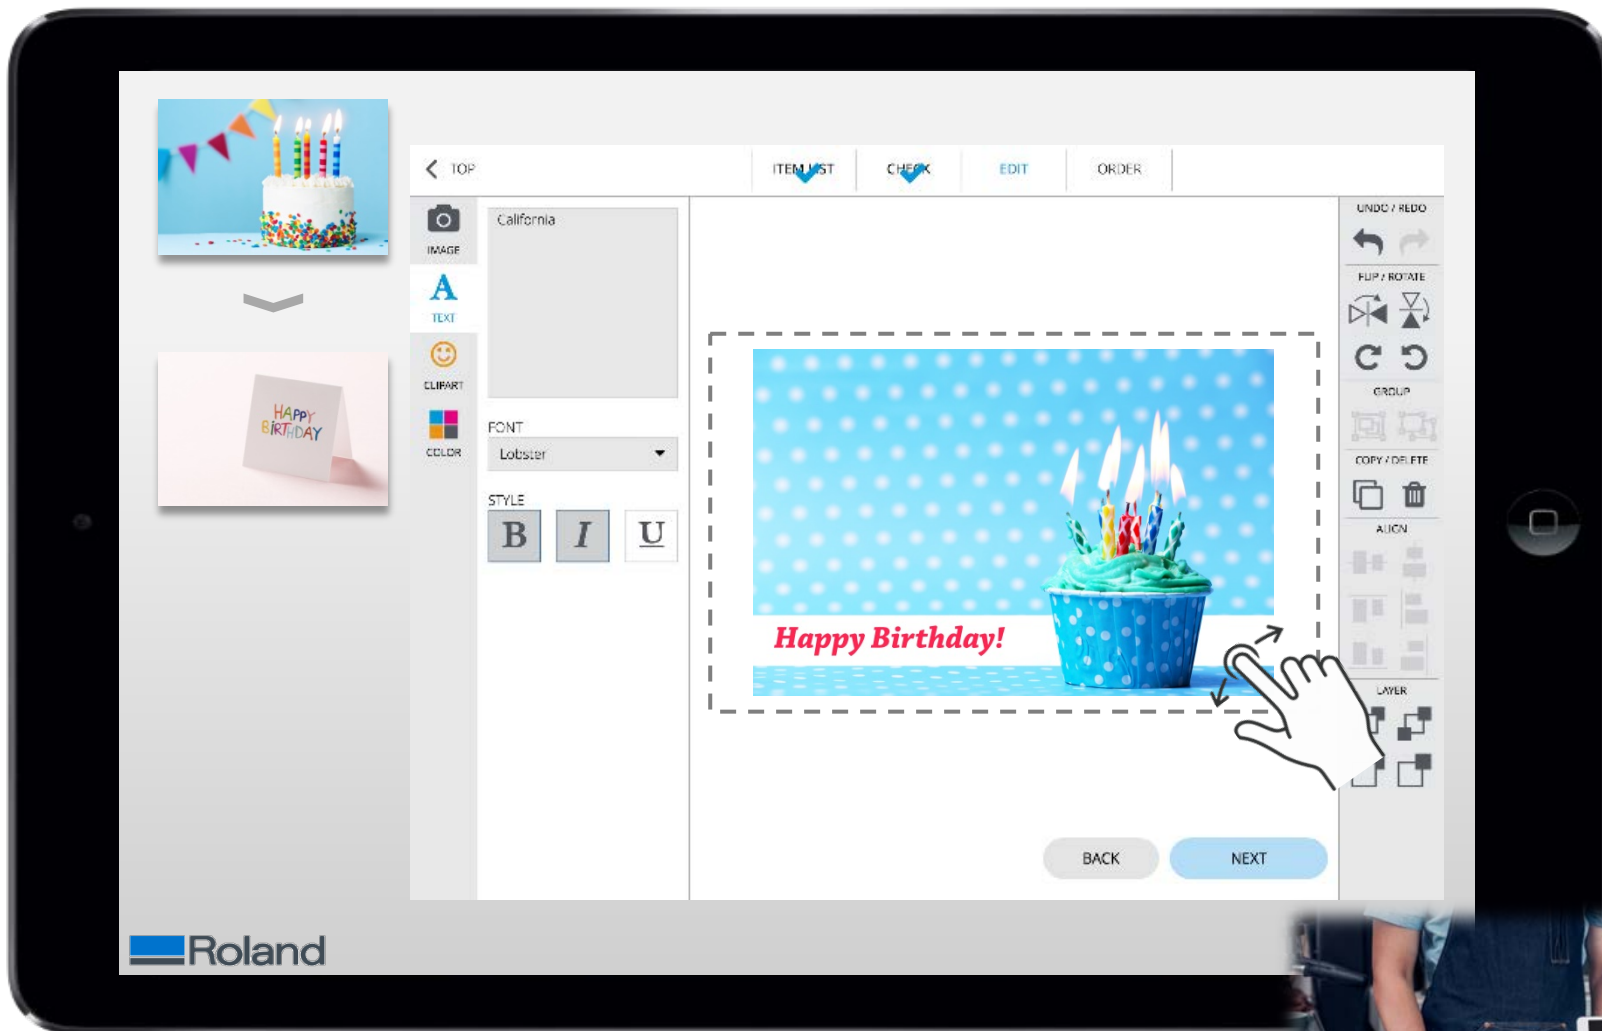 TOP
ITEM LIST
CHECK
EDIT
ORDER
IMAGE
TEXT
CLIPART
COLOR
California
FONT
Lobster
STYLE
B I U
HAPPY
BIRTHDAY
Happy Birthday!
UNDO / REDO
FLIP / ROTATE
GROUP
COPY / DELETE
ALIGN
LAYER
BACK
NEXT
Roland